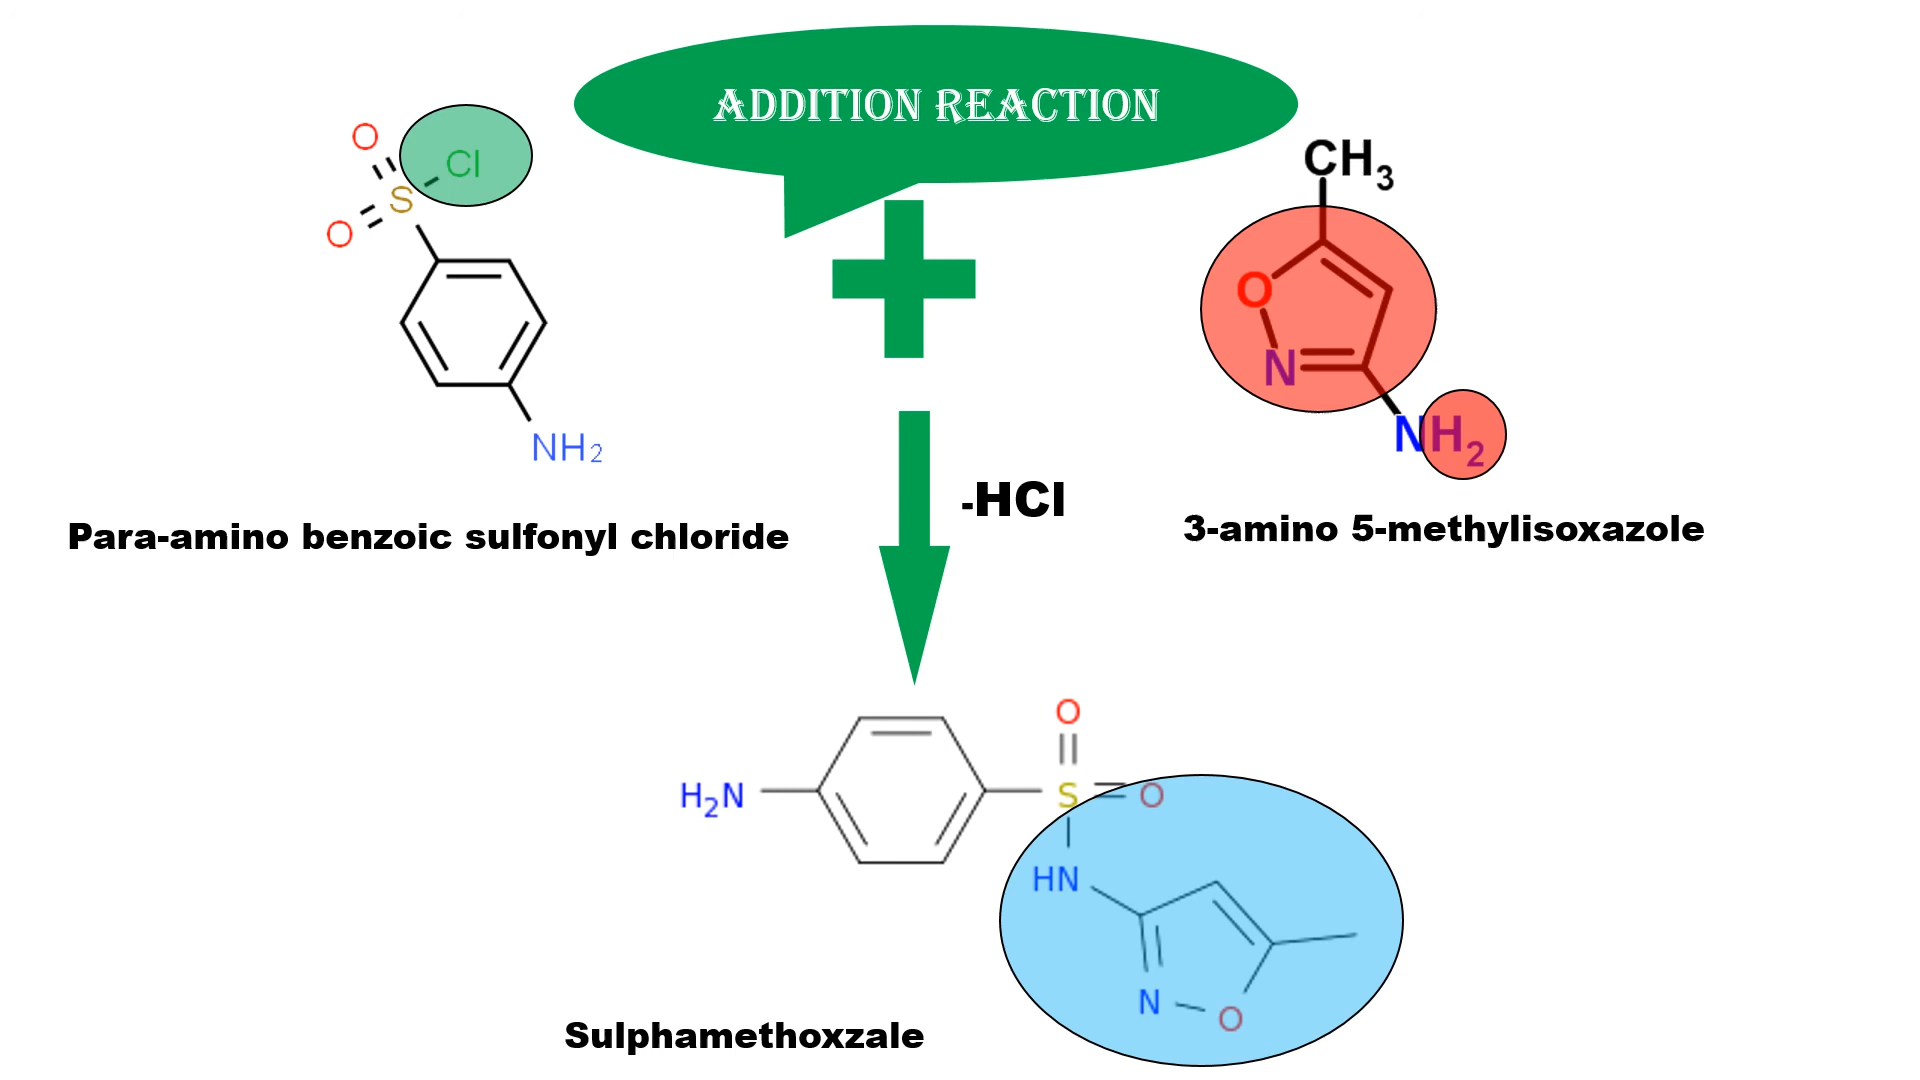 ADDITION REACTION
O
Cl
S
O
NH₂
CH₃
O
N
NH₂
-HCl
Para-amino benzoic sulfonyl chloride
3-amino 5-methylisoxazole
O
H₂N
S
O
HN
N
O
Sulphamethoxzale